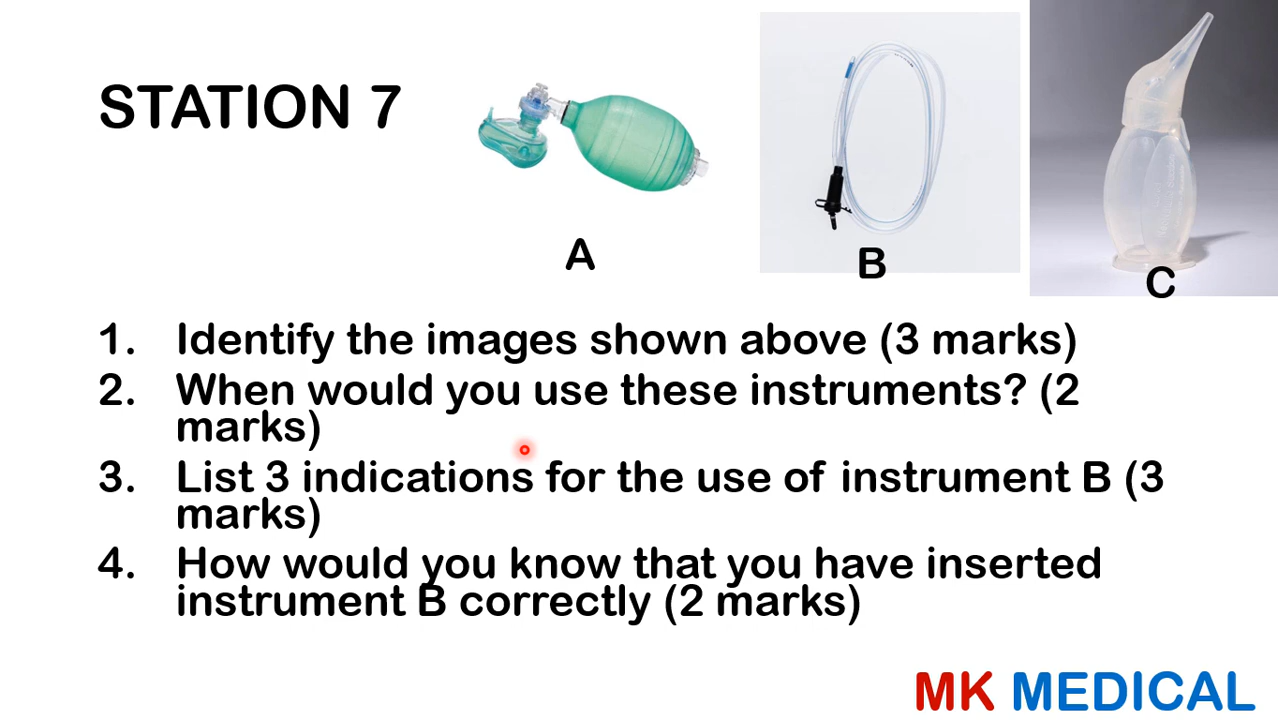 STATION 7
A
B
C
1. Identify the images shown above (3 marks)
2. When would you use these instruments? (2
marks)
3. List 3 indications for the use of instrument B (3
marks)
4. How would you know that you have inserted
instrument B correctly (2 marks)
MK MEDICAL